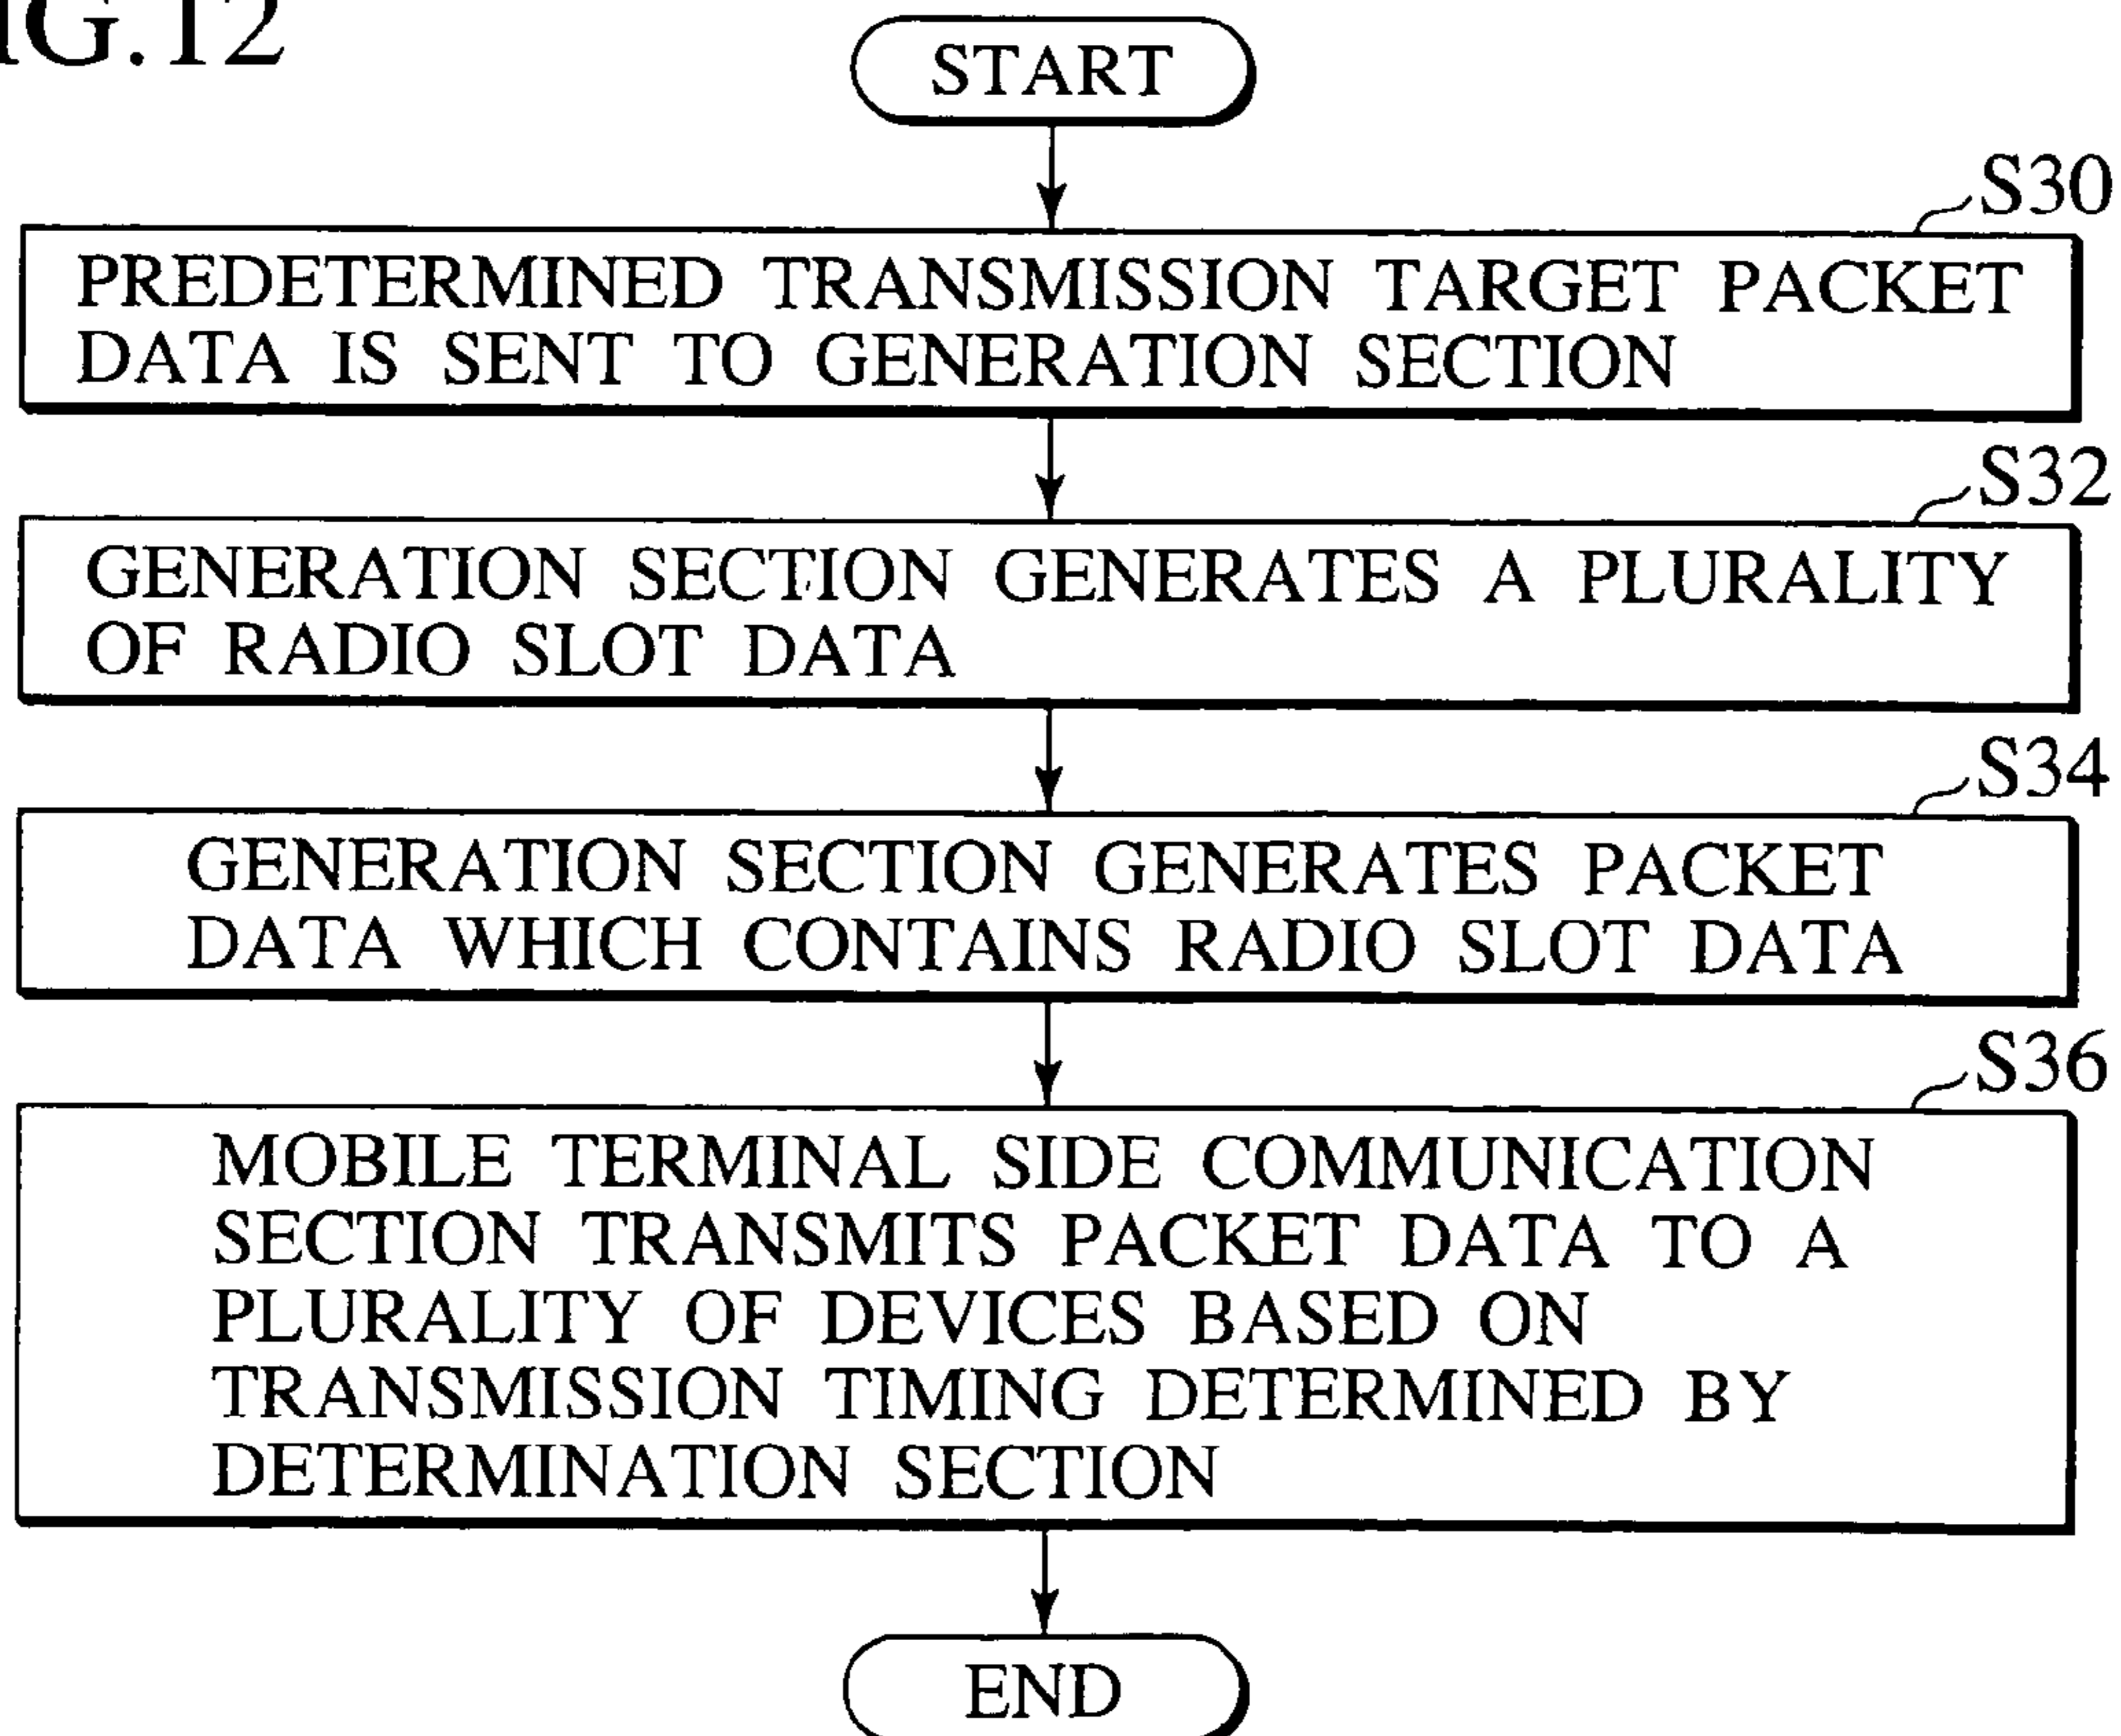 IG.12
START
S30
PREDETERMINED TRANSMISSION TARGET PACKET
DATA IS SENT TO GENERATION SECTION
S32
GENERATION SECTION GENERATES A PLURALITY
OF RADIO SLOT DATA
S34
GENERATION SECTION GENERATES PACKET
DATA WHICH CONTAINS RADIO SLOT DATA
S36
MOBILE TERMINAL SIDE COMMUNICATION
SECTION TRANSMITS PACKET DATA TO A
PLURALITY OF DEVICES BASED ON
TRANSMISSION TIMING DETERMINED BY
DETERMINATION SECTION
END